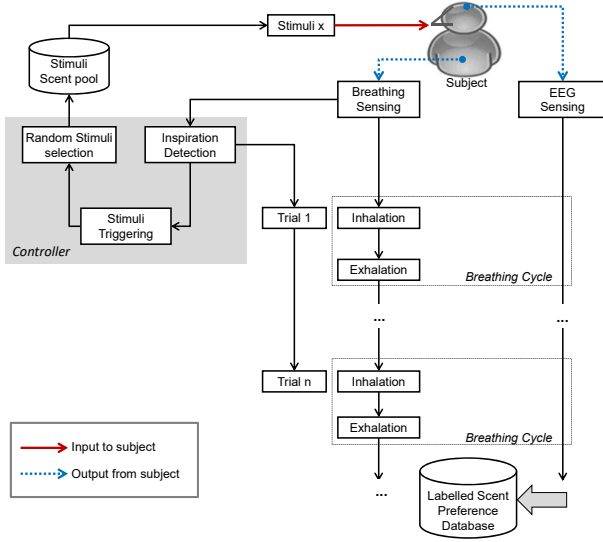 Stimuli x
Stimuli
Scent pool
Subject
Breathing
Sensing
EEG
Sensing
Random Stimuli
selection
Inspiration
Detection
Stimuli
Triggering
Controller
Trial 1
Inhalation
Exhalation
Breathing Cycle
...
...
Trial n
Inhalation
Exhalation
Breathing Cycle
Input to subject
Output from subject
...
Labelled Scent
Preference
Database